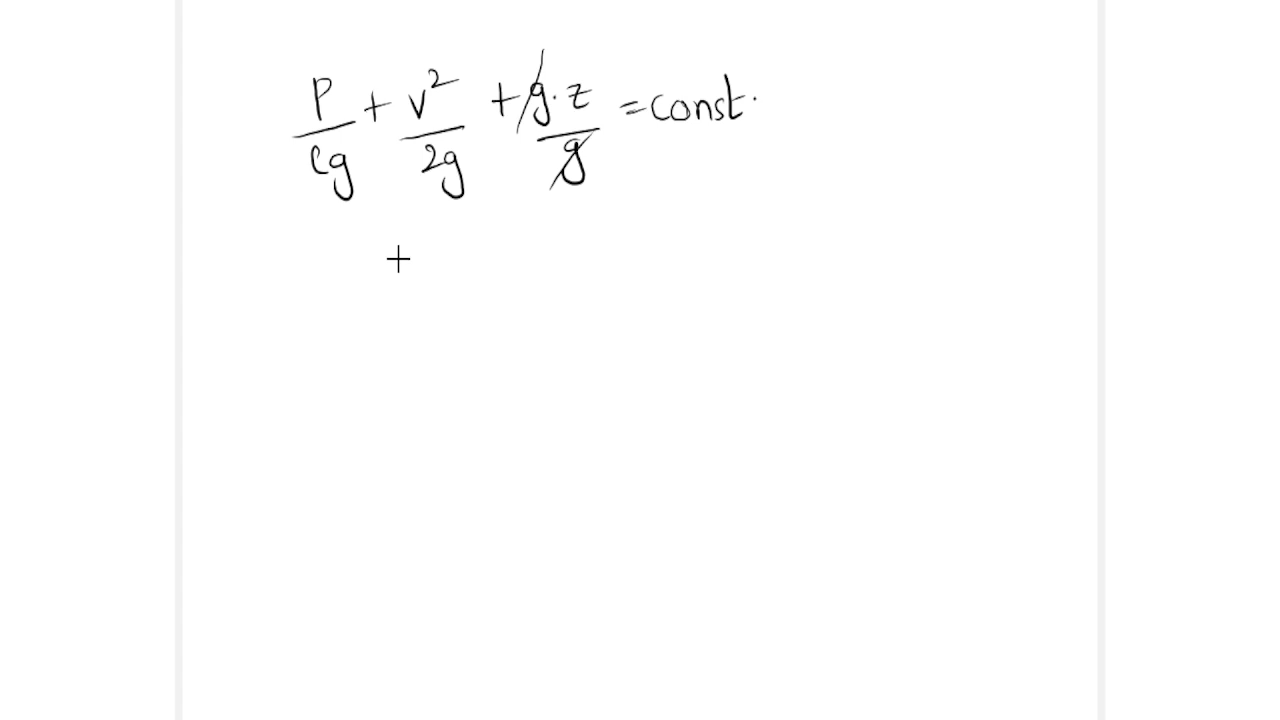 P/ρg + v²/2g + g·z/g = const.